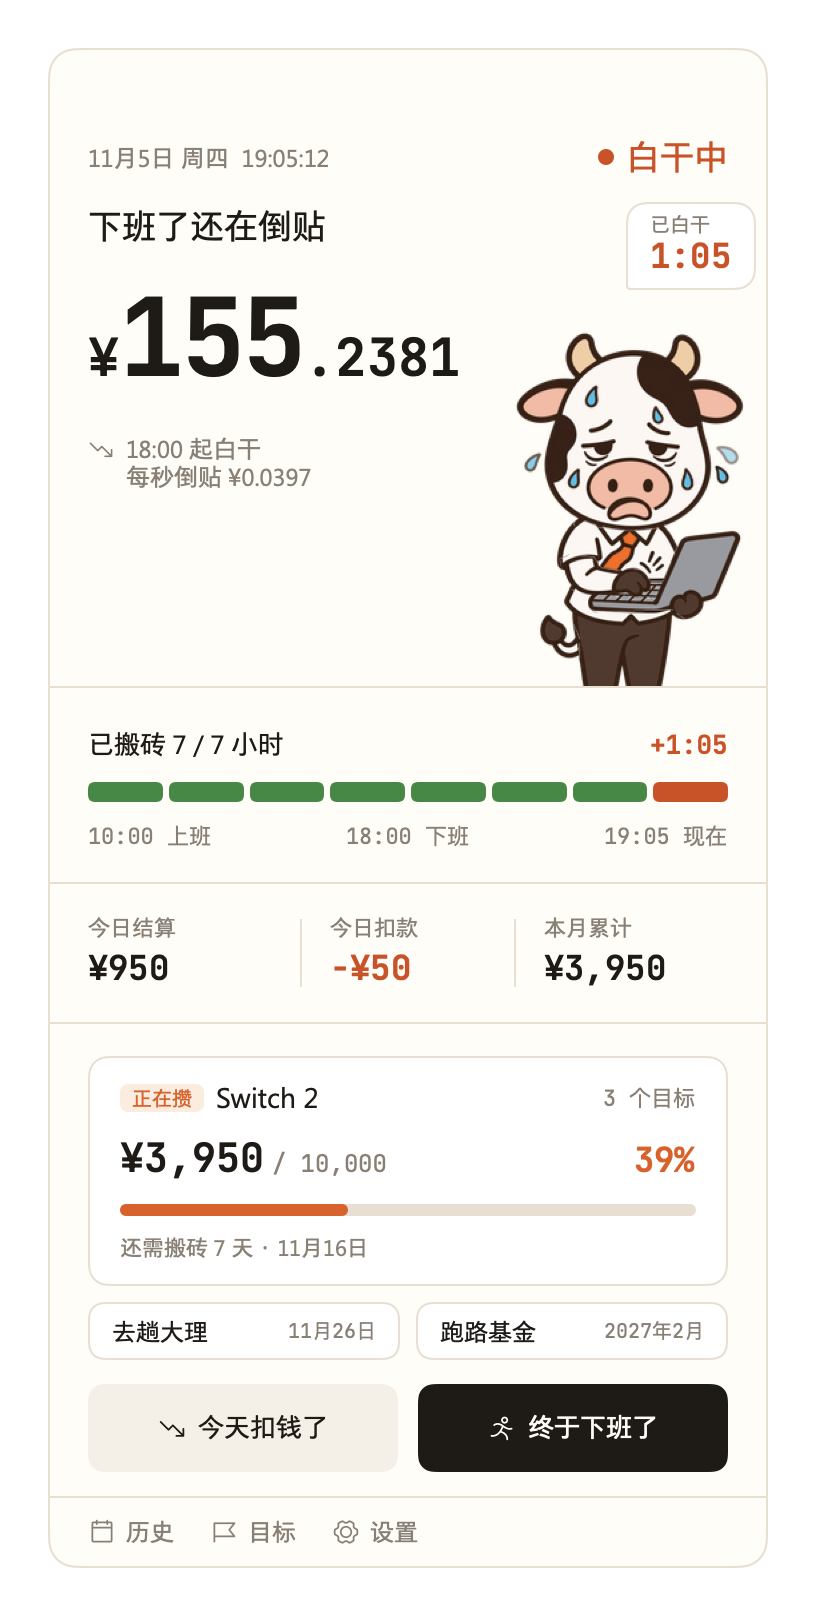 11月5日 周四 19:05:12
白干中
下班了还在倒贴
已白干
1:05
¥155.2381
18:00 起白干
每秒倒贴 ¥0.0397
已搬砖 7 / 7 小时
+1:05
10:00 上班
18:00 下班
19:05 现在
今日结算
¥950
今日扣款
-¥50
本月累计
¥3,950
正在攒 Switch 2
3 个目标
¥3,950 / 10,000
39%
还需搬砖 7 天 · 11月16日
去趟大理 11月26日
跑路基金 2027年2月
今天扣钱了
终于下班了
历史
目标
设置